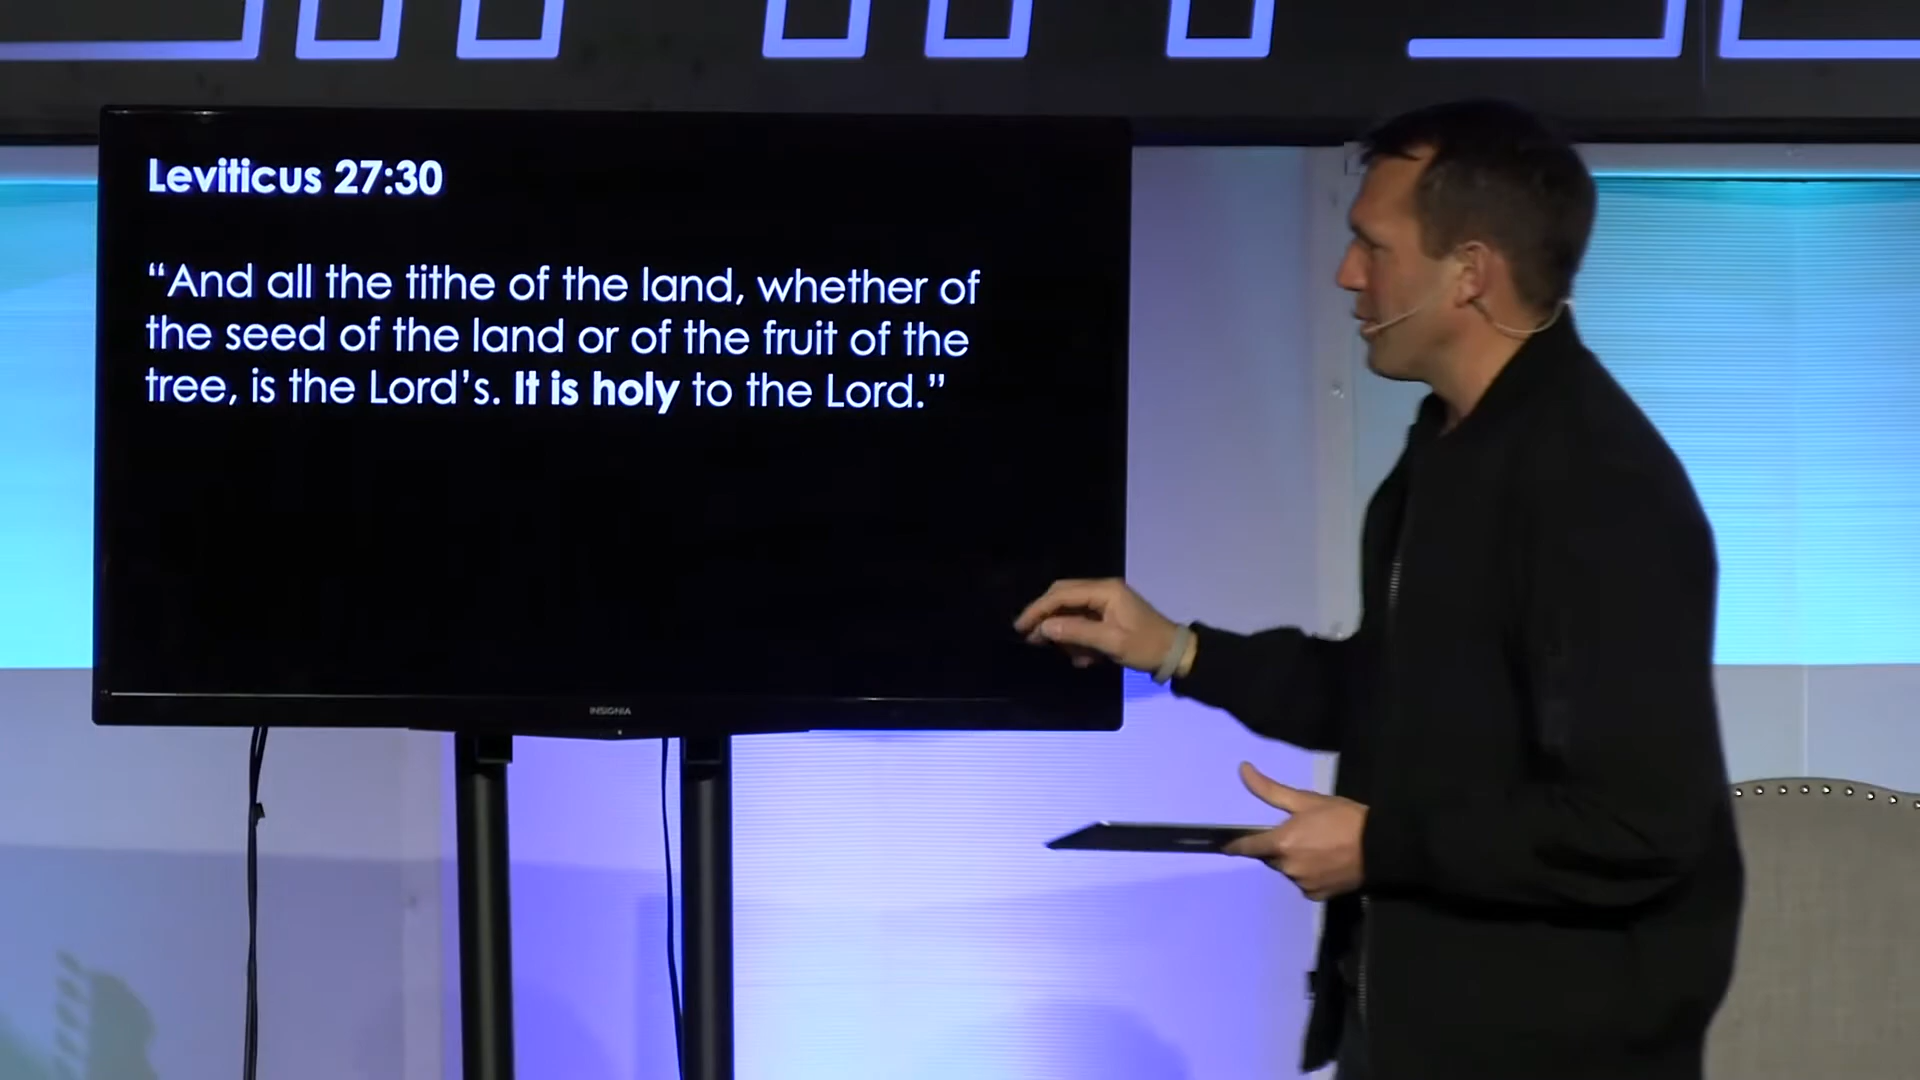 Leviticus 27:30
“And all the tithe of the land, whether of
the seed of the land or of the fruit of the
tree, is the Lord’s. It is holy to the Lord.”
INSIGNIA